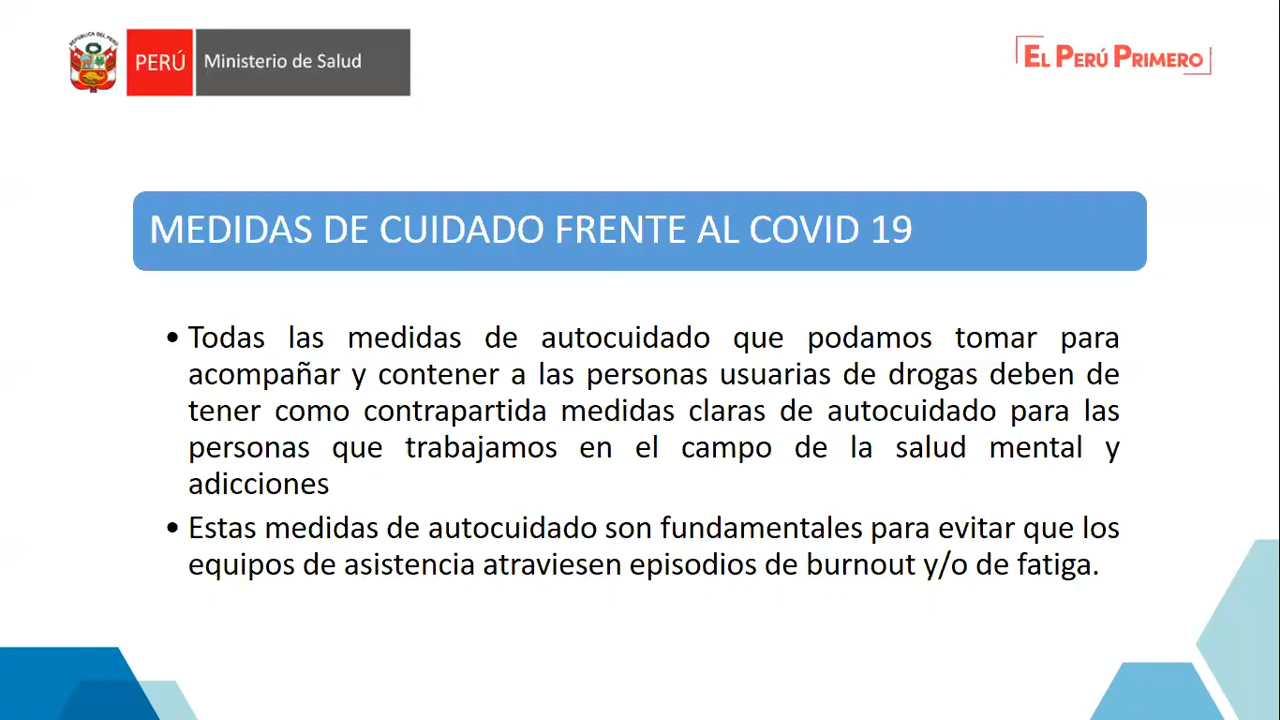 REPÚBLICA DEL PERÚ
PERÚ
Ministerio de Salud
EL PERÚ PRIMERO
MEDIDAS DE CUIDADO FRENTE AL COVID 19
• Todas las medidas de autocuidado que podamos tomar para
acompañar y contener a las personas usuarias de drogas deben de
tener como contrapartida medidas claras de autocuidado para las
personas que trabajamos en el campo de la salud mental y
adicciones
• Estas medidas de autocuidado son fundamentales para evitar que los
equipos de asistencia atraviesen episodios de burnout y/o de fatiga.